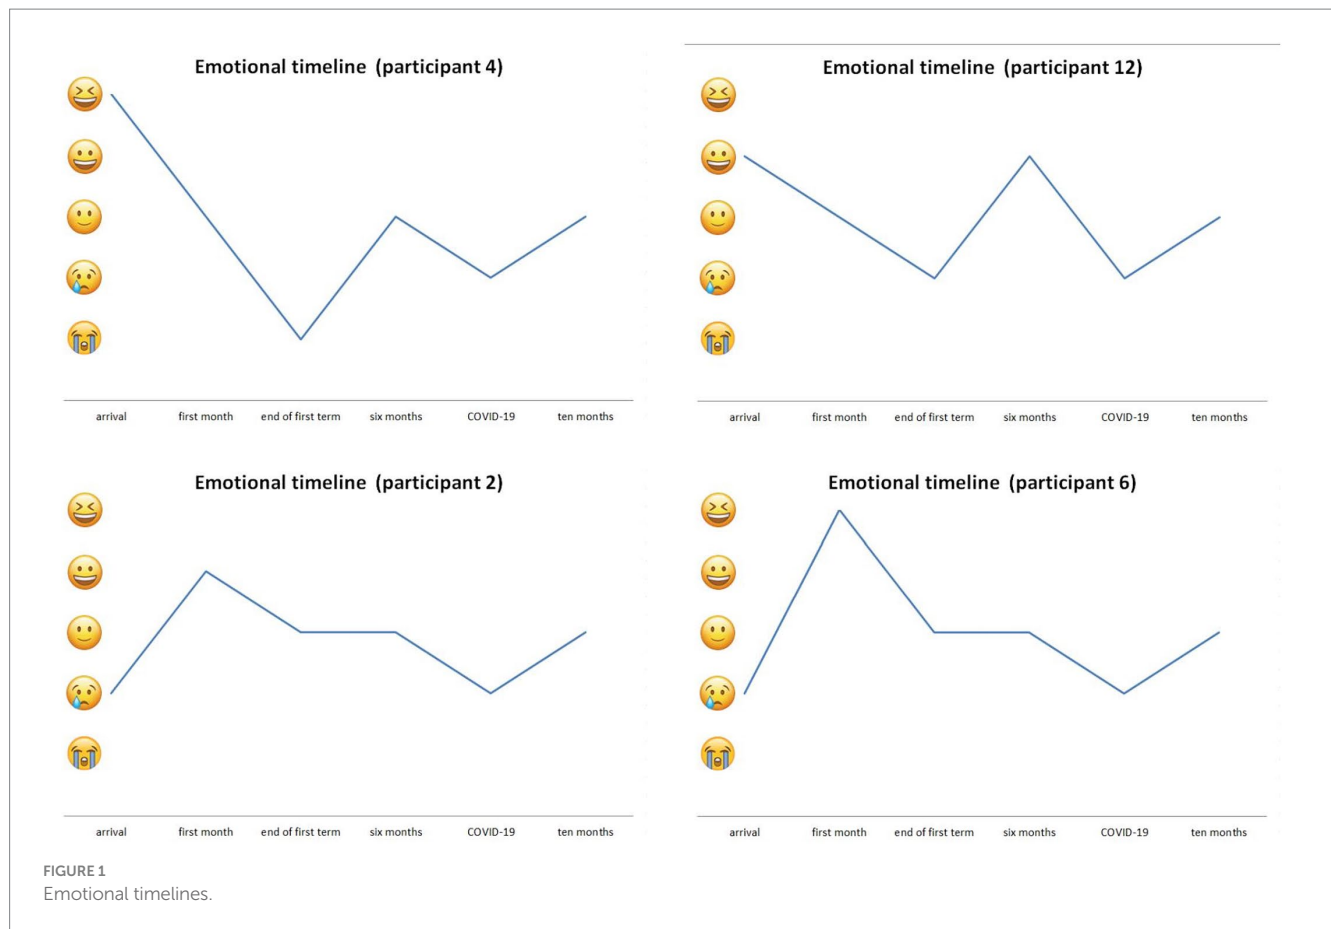 Emotional timeline (participant 4)
arrival first month end of first term six months COVID-19 ten months
Emotional timeline (participant 12)
arrival first month end of first term six months COVID-19 ten months
Emotional timeline (participant 2)
arrival first month end of first term six months COVID-19 ten months
Emotional timeline (participant 6)
arrival first month end of first term six months COVID-19 ten months
FIGURE 1
Emotional timelines.